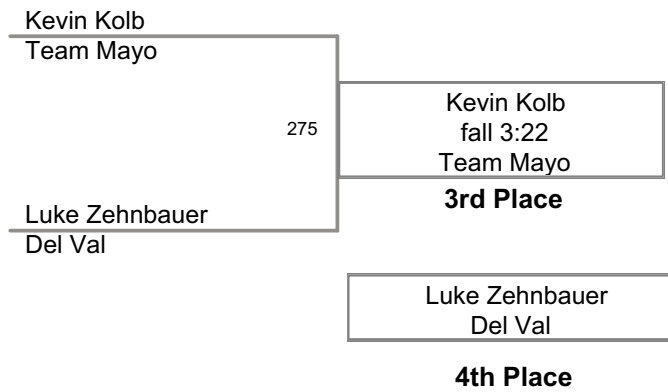 Kevin Kolb
Team Mayo
275
Kevin Kolb
fall 3:22
Team Mayo
3rd Place
Luke Zehnbauer
Del Val
Luke Zehnbauer
Del Val
4th Place